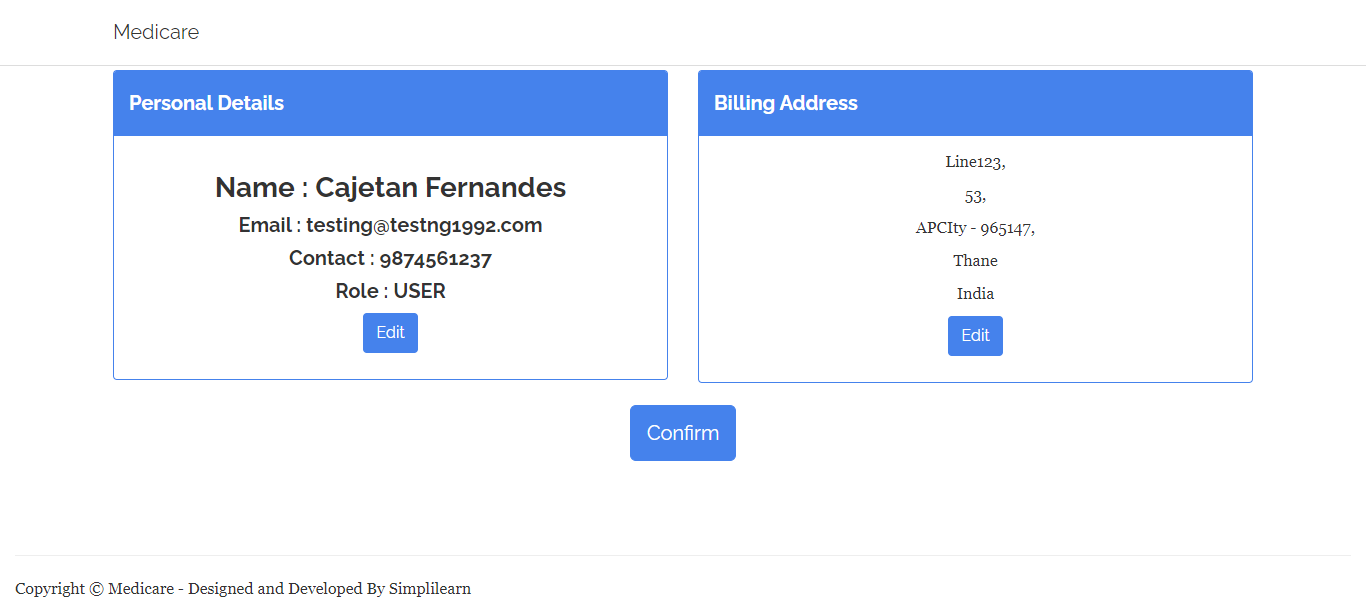 Medicare
Personal Details
Name : Cajetan Fernandes
Email : testing@testng1992.com
Contact : 9874561237
Role : USER
Edit
Billing Address
Line123,
53,
APCIty - 965147,
Thane
India
Edit
Confirm
Copyright © Medicare - Designed and Developed By Simplilearn